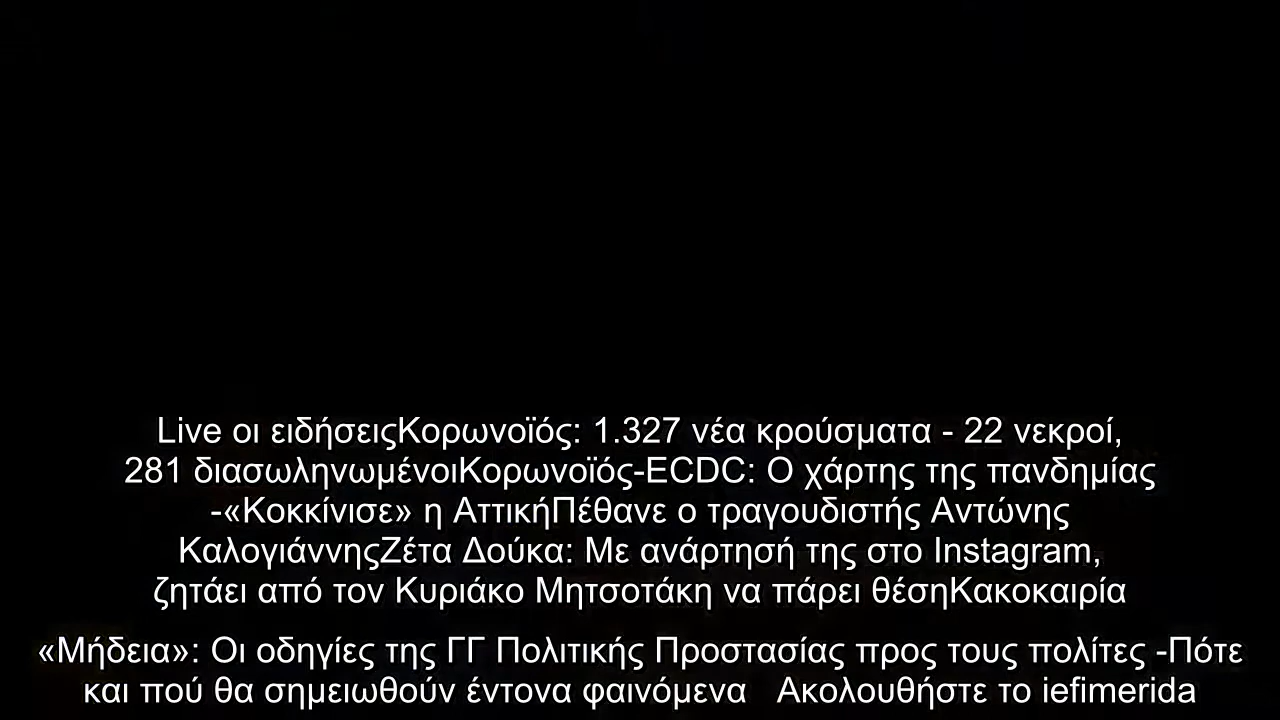 Live οι ειδήσειςΚορωνοϊός: 1.327 νέα κρούσματα - 22 νεκροί,
281 διασωληνωμένοιΚορωνοϊός-ECDC: Ο χάρτης της πανδημίας
-«Κοκκίνισε» η ΑττικήΠέθανε ο τραγουδιστής Αντώνης
ΚαλογιάννηςΖέτα Δούκα: Με ανάρτησή της στο Instagram,
ζητάει από τον Κυριάκο Μητσοτάκη να πάρει θέσηΚακοκαιρία
«Μήδεια»: Οι οδηγίες της ΓΓ Πολιτικής Προστασίας προς τους πολίτες -Πότε
και πού θα σημειωθούν έντονα φαινόμενα   Ακολουθήστε το iefimerida